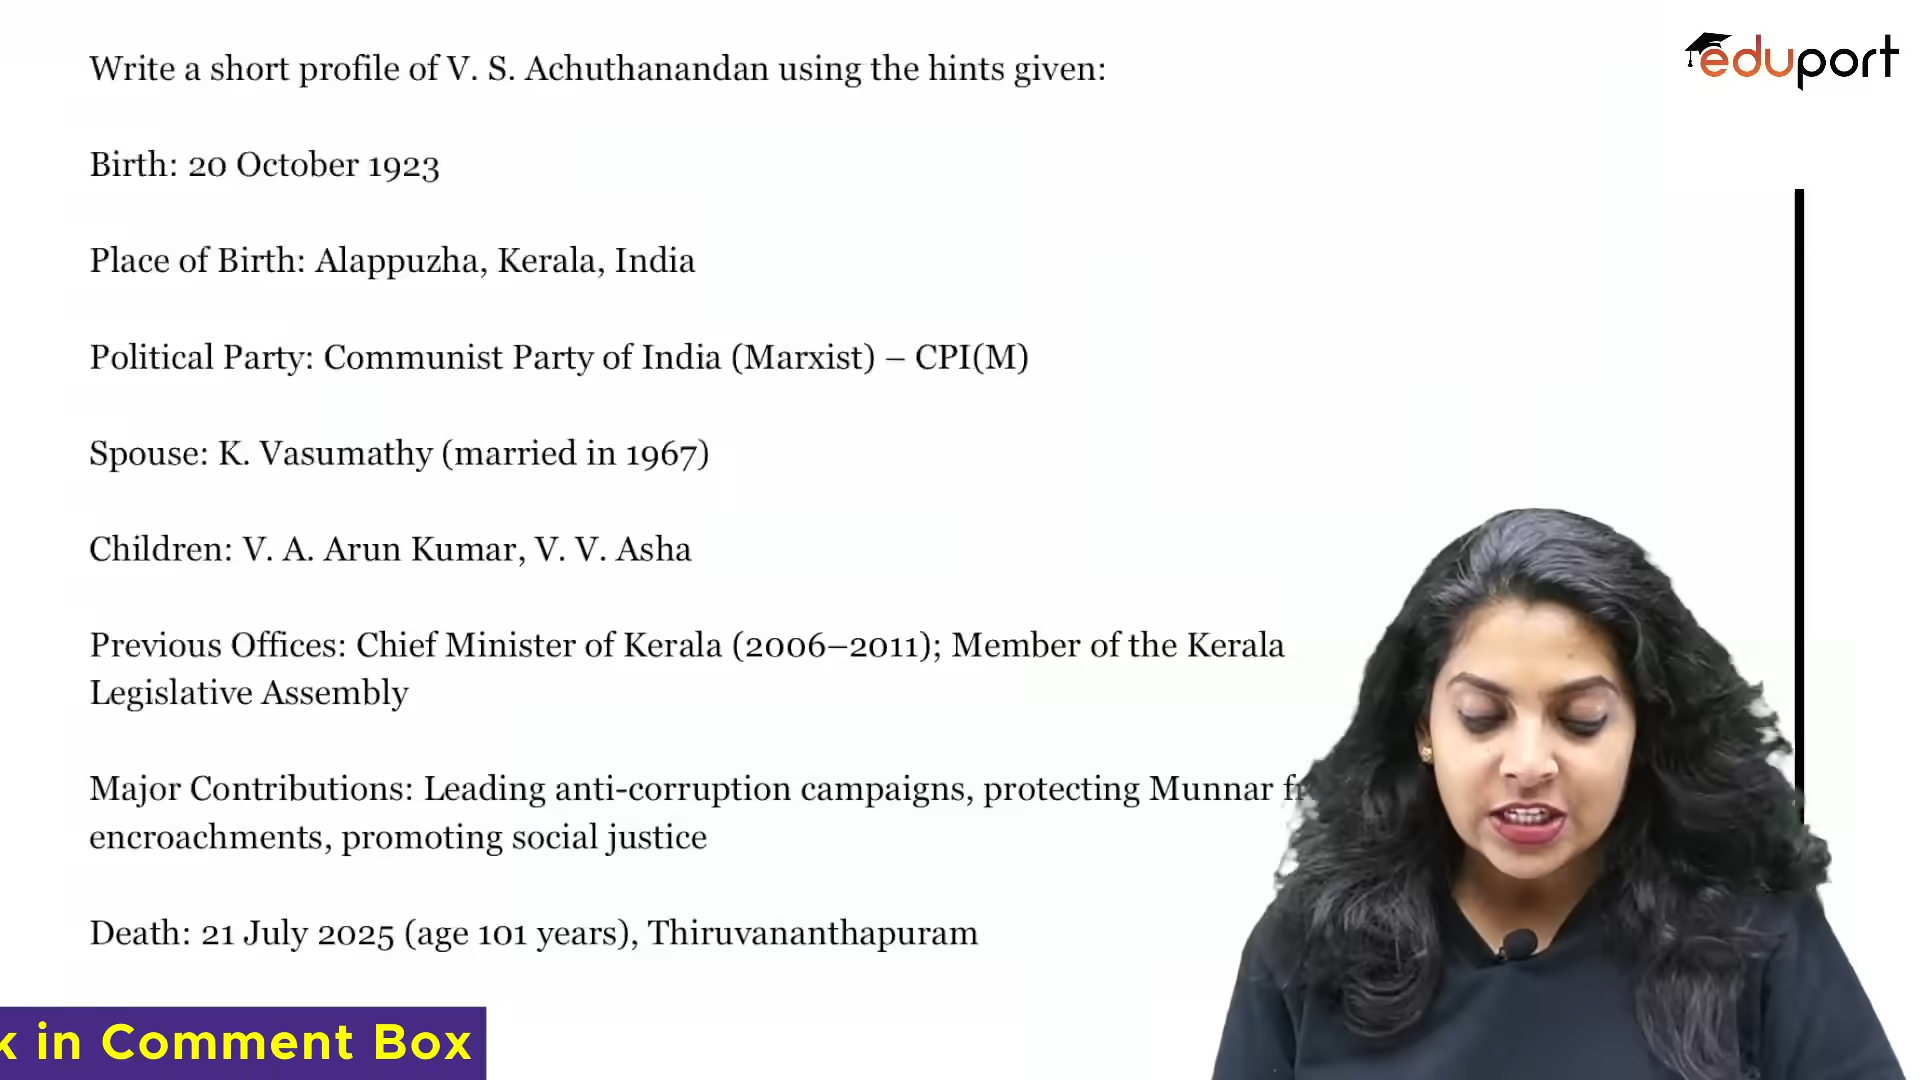 Write a short profile of V. S. Achuthanandan using the hints given:
eduport
Birth: 20 October 1923
Place of Birth: Alappuzha, Kerala, India
Political Party: Communist Party of India (Marxist) – CPI(M)
Spouse: K. Vasumathy (married in 1967)
Children: V. A. Arun Kumar, V. V. Asha
Previous Offices: Chief Minister of Kerala (2006–2011); Member of the Kerala
Legislative Assembly
Major Contributions: Leading anti-corruption campaigns, protecting Munnar
encroachments, promoting social justice
Death: 21 July 2025 (age 101 years), Thiruvananthapuram
in Comment Box